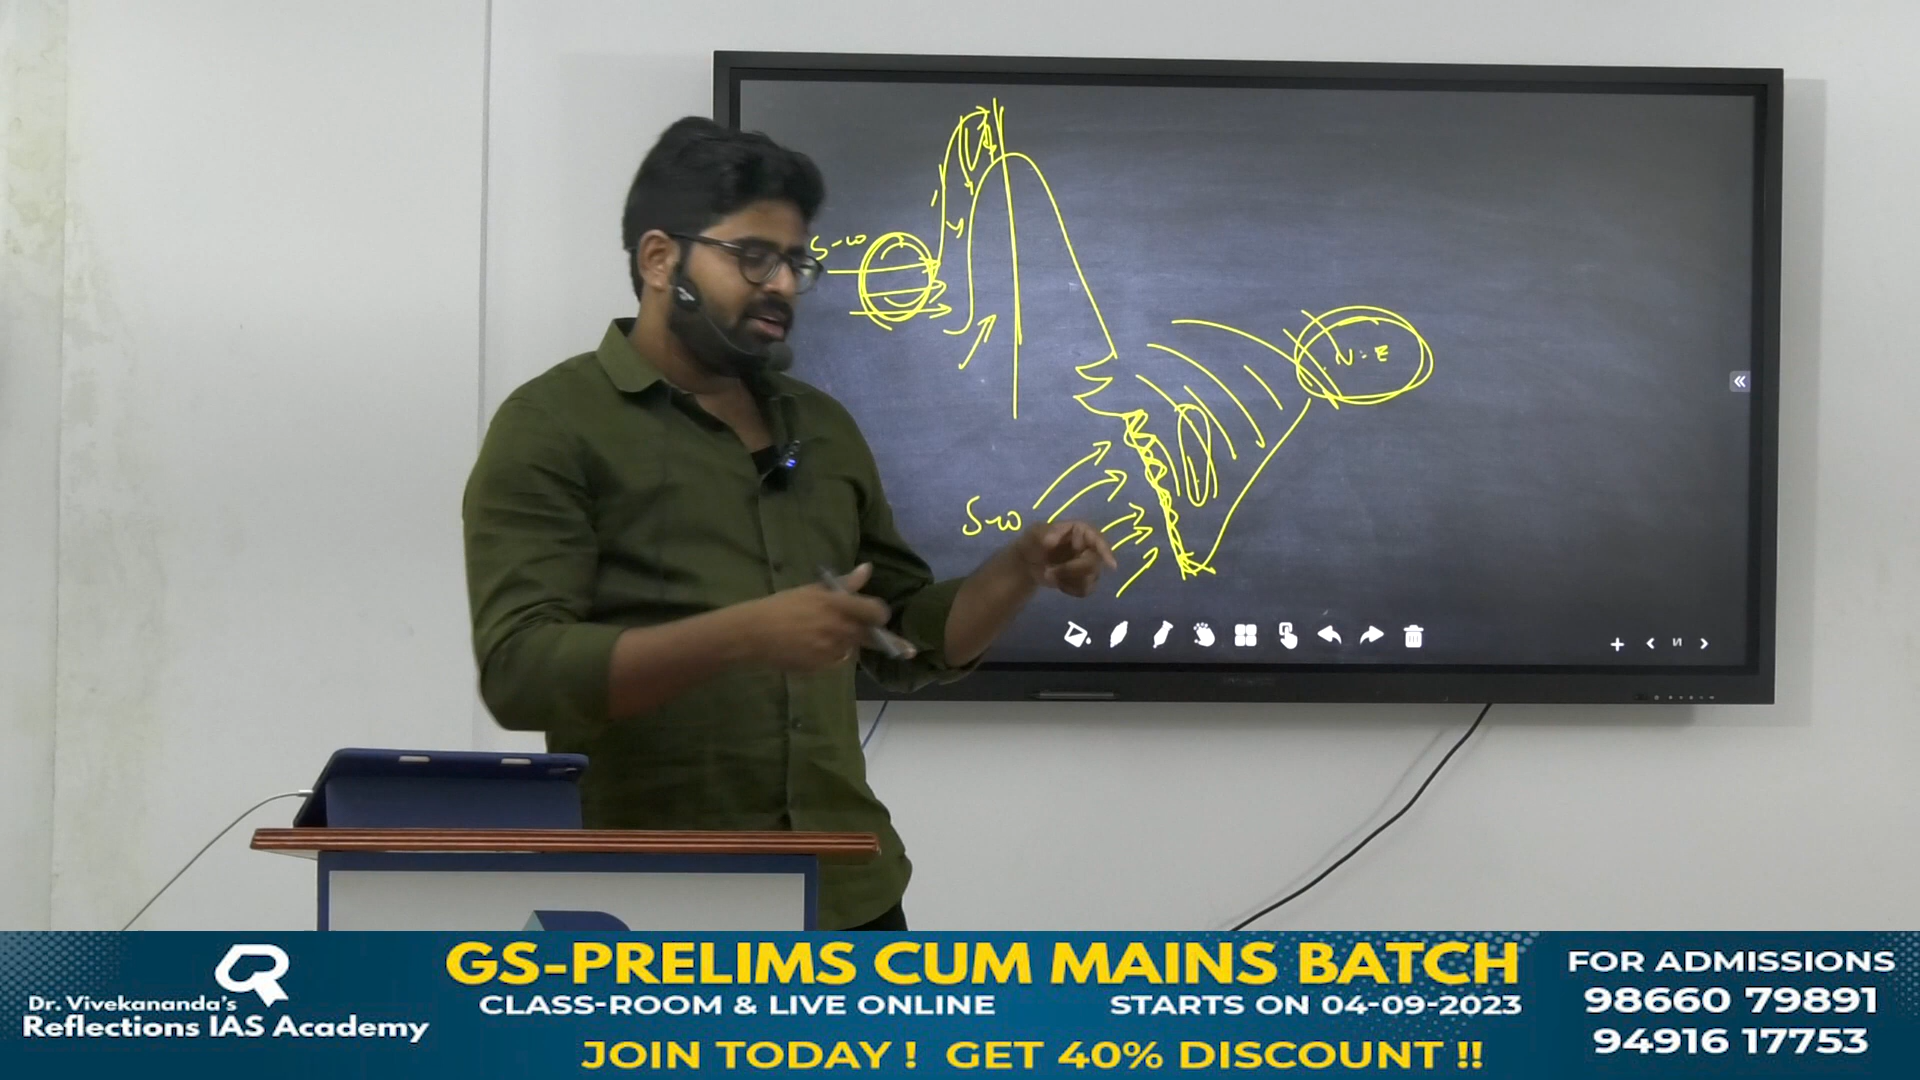 S-w
N-E
S-w
Dr. Vivekananda's
Reflections IAS Academy
GS-PRELIMS CUM MAINS BATCH
CLASS-ROOM & LIVE ONLINE STARTS ON 04-09-2023
JOIN TODAY ! GET 40% DISCOUNT !!
FOR ADMISSIONS
98660 79891
94916 17753